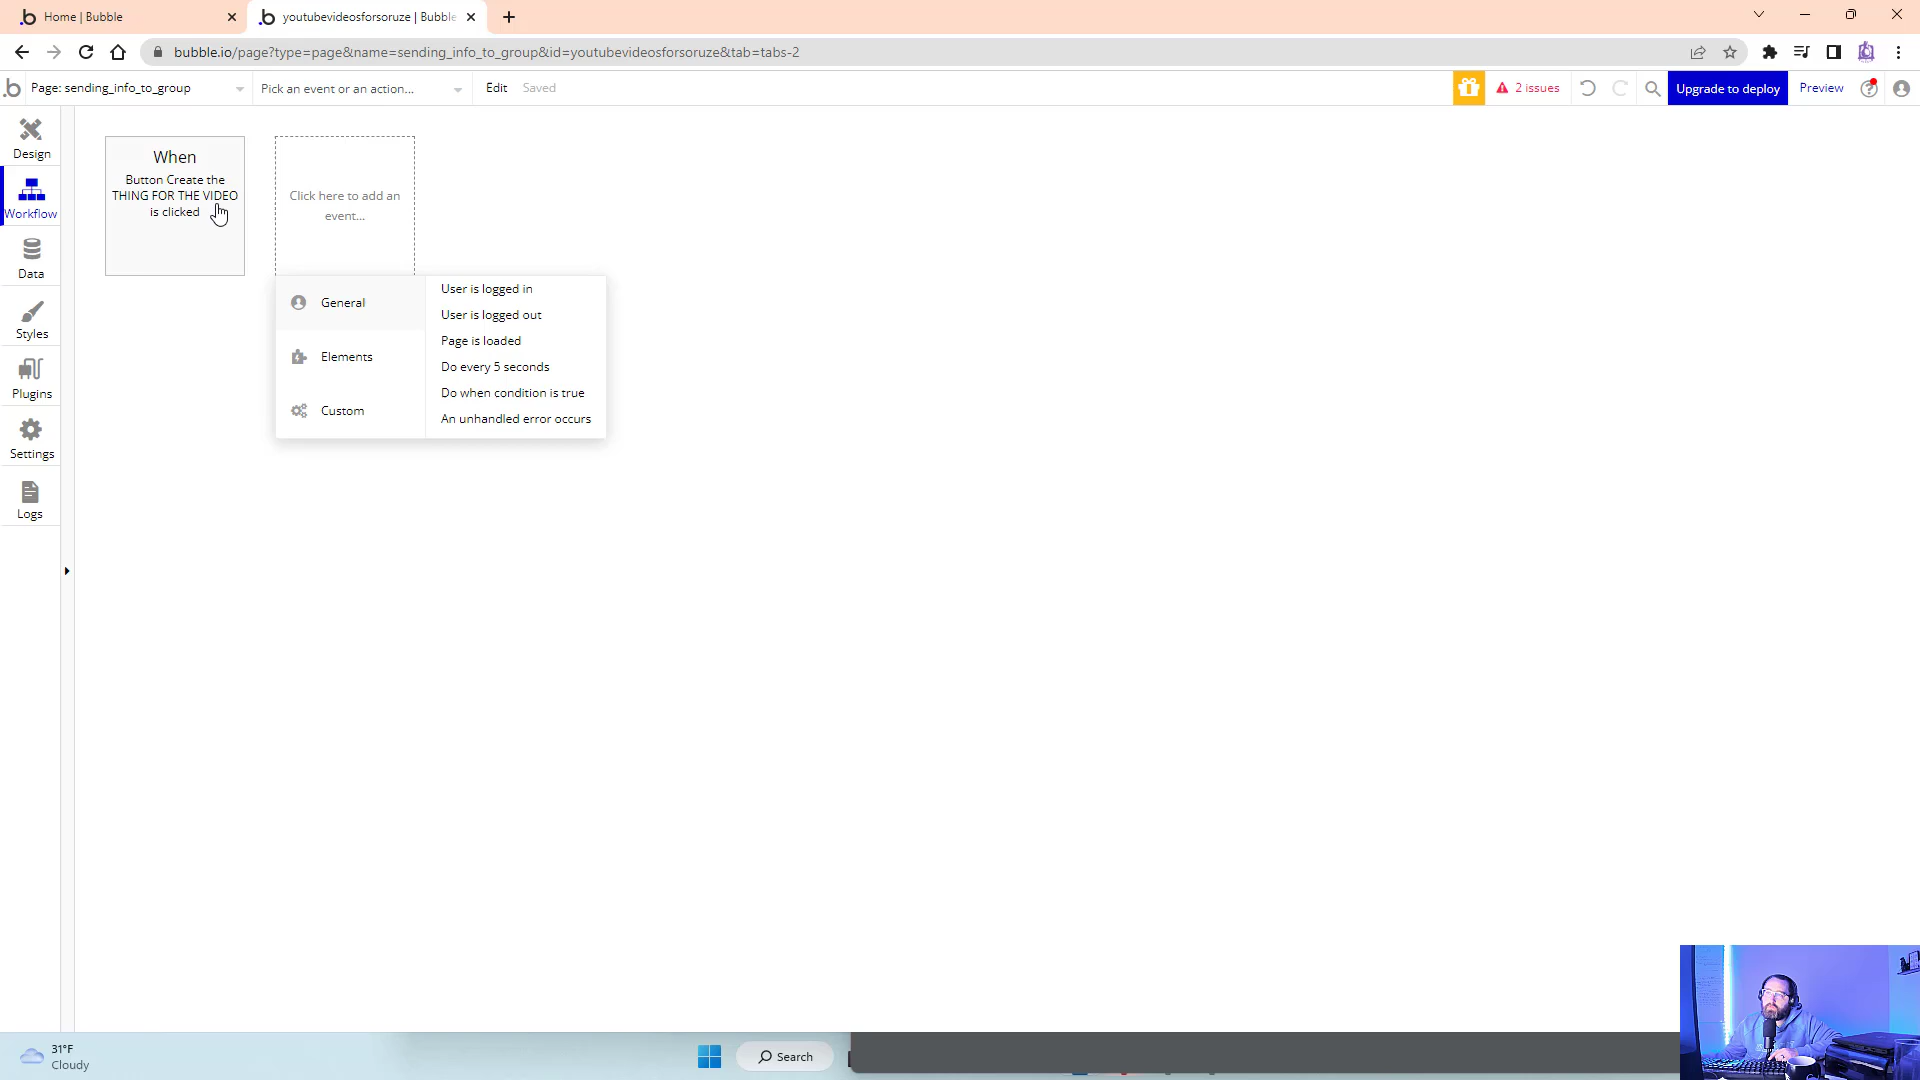 Home | Bubble
youtubevideosforsoruze | Bubble
bubble.io/page?type=page&name=sending_info_to_group&id=youtubevideosforsoruze&tab=tabs-2
b Page: sending_info_to_group
Pick an event or an action...
Edit
Saved
2 issues
Upgrade to deploy
Preview
Design
Workflow
Data
Styles
Plugins
Settings
Logs
When
Button Create the
THING FOR THE VIDEO
is clicked
Click here to add an
event...
General
Elements
Custom
User is logged in
User is logged out
Page is loaded
Do every 5 seconds
Do when condition is true
An unhandled error occurs
31°F
Cloudy
Search